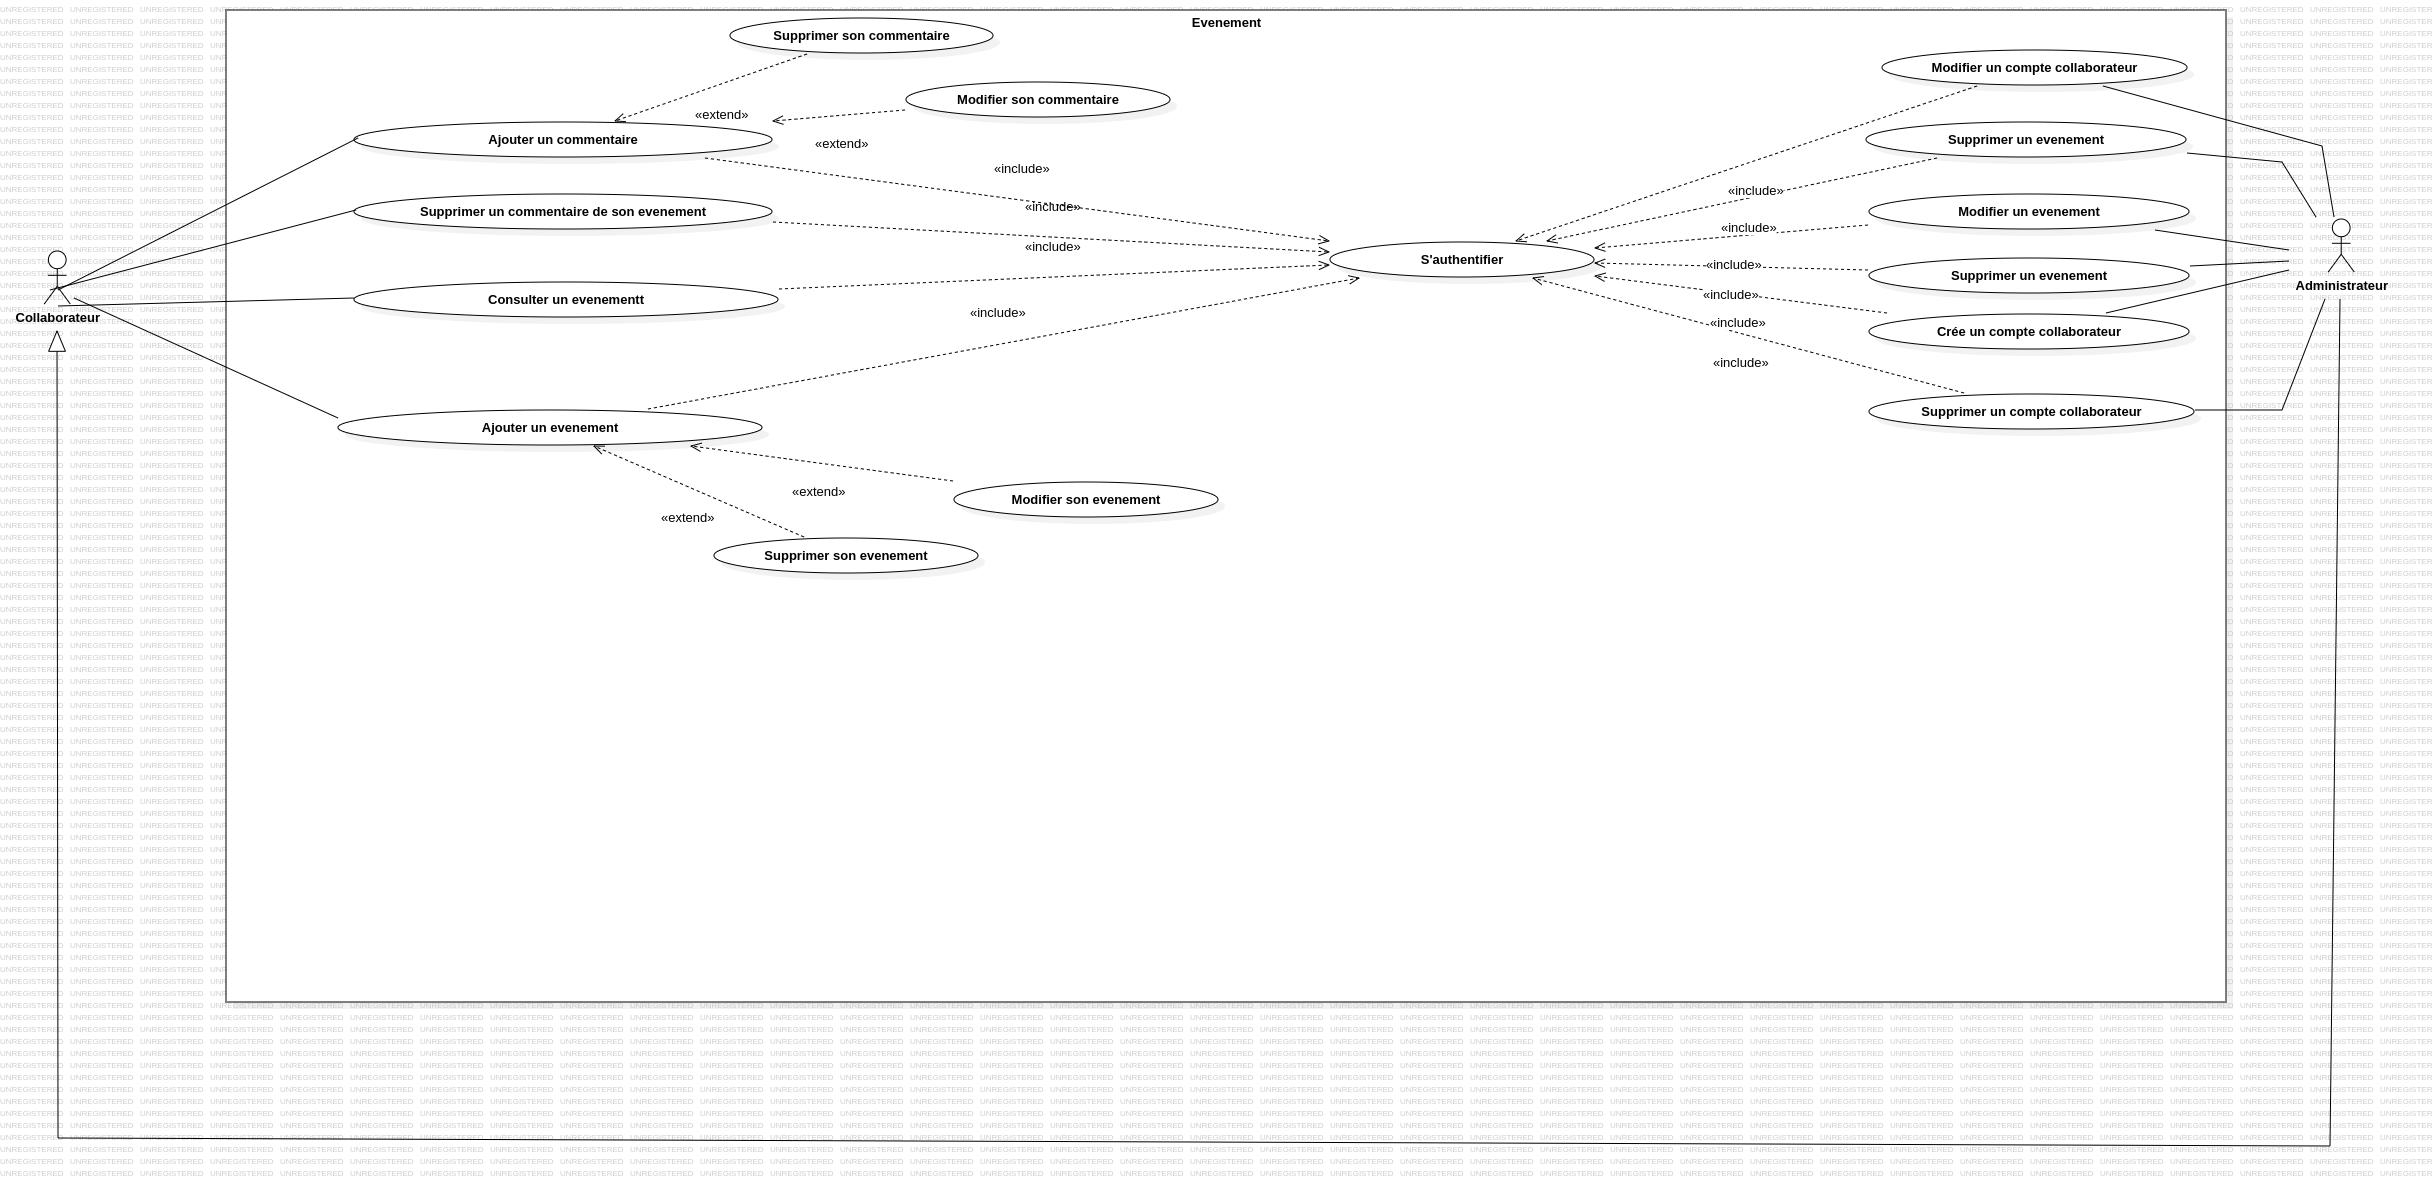 Evenement
Supprimer son commentaire
Modifier un compte collaborateur
Modifier son commentaire
«extend»
Ajouter un commentaire
«extend»
Supprimer un evenement
«include»
«include»
«include»
Supprimer un commentaire de son evenement
Modifier un evenement
«include»
«include»
S'authentifier
«include»
Supprimer un evenement
Administrateur
Consulter un evenementt
«include»
Collaborateur
«include»
«include»
Crée un compte collaborateur
«include»
Supprimer un compte collaborateur
Ajouter un evenement
«extend»
Modifier son evenement
«extend»
Supprimer son evenement
UNREGISTERED